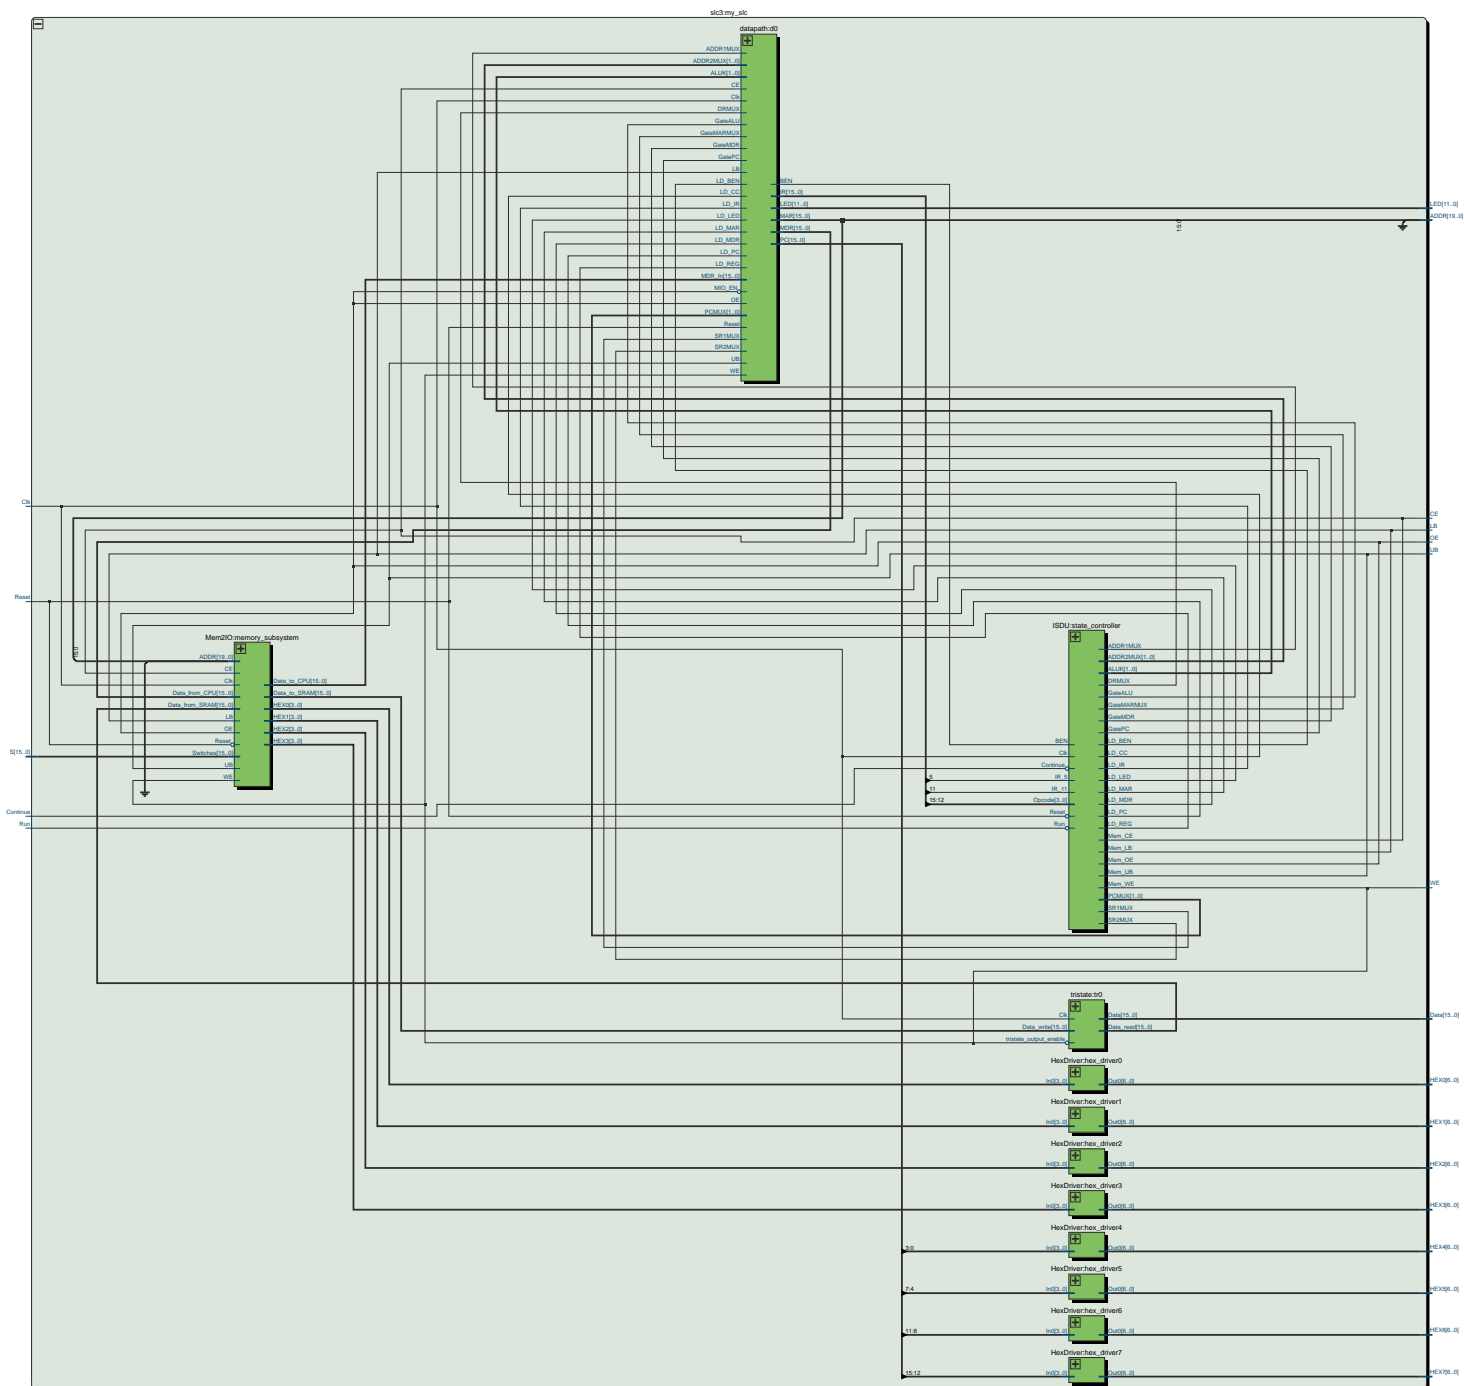 slc3:my_slc
datapath:d0
ADDR1MUX
ADDR2MUX[1..0]
ALUK[1..0]
CE
Clk
DRMUX
GateALU
GateMARMUX
GateMDR
GatePC
LB
LD_BEN
LD_CC
LD_IR
LD_LED
LD_MAR
LD_MDR
LD_PC
LD_REG
MDR_In[15..0]
MIO_EN
OE
PCMUX[1..0]
Reset
SR1MUX
SR2MUX
UB
WE
BEN
IR[15..0]
LED[11..0]
MAR[15..0]
MDR[15..0]
PC[15..0]
15:0
LED[11..0]
ADDR[19..0]
Clk
Reset
S[15..0]
Continue
Run
CE
LB
OE
UB
Mem2IO:memory_subsystem
15:0
ADDR[19..0]
CE
Clk
Data_from_CPU[15..0]
Data_from_SRAM[15..0]
LB
OE
Reset
Switches[15..0]
UB
WE
Data_to_CPU[15..0]
Data_to_SRAM[15..0]
HEX0[3..0]
HEX1[3..0]
HEX2[3..0]
HEX3[3..0]
ISDU:state_controller
BEN
Clk
Continue
5
IR_5
11
IR_11
15:12
Opcode[3..0]
Reset
Run
ADDR1MUX
ADDR2MUX[1..0]
ALUK[1..0]
DRMUX
GateALU
GateMARMUX
GateMDR
GatePC
LD_BEN
LD_CC
LD_IR
LD_LED
LD_MAR
LD_MDR
LD_PC
LD_REG
Mem_CE
Mem_LB
Mem_OE
Mem_UB
Mem_WE
PCMUX[1..0]
SR1MUX
SR2MUX
WE
tristate:tr0
Clk
Data_write[15..0]
tristate_output_enable
Data[15..0]
Data_read[15..0]
Data[15..0]
HexDriver:hex_driver0
In0[3..0]
Out0[6..0]
HEX0[6..0]
HexDriver:hex_driver1
In0[3..0]
Out0[6..0]
HEX1[6..0]
HexDriver:hex_driver2
In0[3..0]
Out0[6..0]
HEX2[6..0]
HexDriver:hex_driver3
In0[3..0]
Out0[6..0]
HEX3[6..0]
HexDriver:hex_driver4
3:0
In0[3..0]
Out0[6..0]
HEX4[6..0]
HexDriver:hex_driver5
7:4
In0[3..0]
Out0[6..0]
HEX5[6..0]
HexDriver:hex_driver6
11:8
In0[3..0]
Out0[6..0]
HEX6[6..0]
HexDriver:hex_driver7
15:12
In0[3..0]
Out0[6..0]
HEX7[6..0]